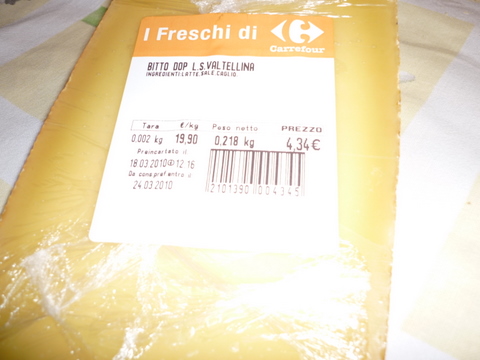 I Freschi di Carrefour
BITTO DOP L.S.VALTELLINA
INGREDIENTI:LATTE,SALE,CAGLIO.
Tara €/kg Peso netto PREZZO
0.002 kg 19,90 0,218 kg 4,34€
Preincartato il
18.03.2010 12.16
Da cons.pref.entro il
24.03.2010
2101390 004345